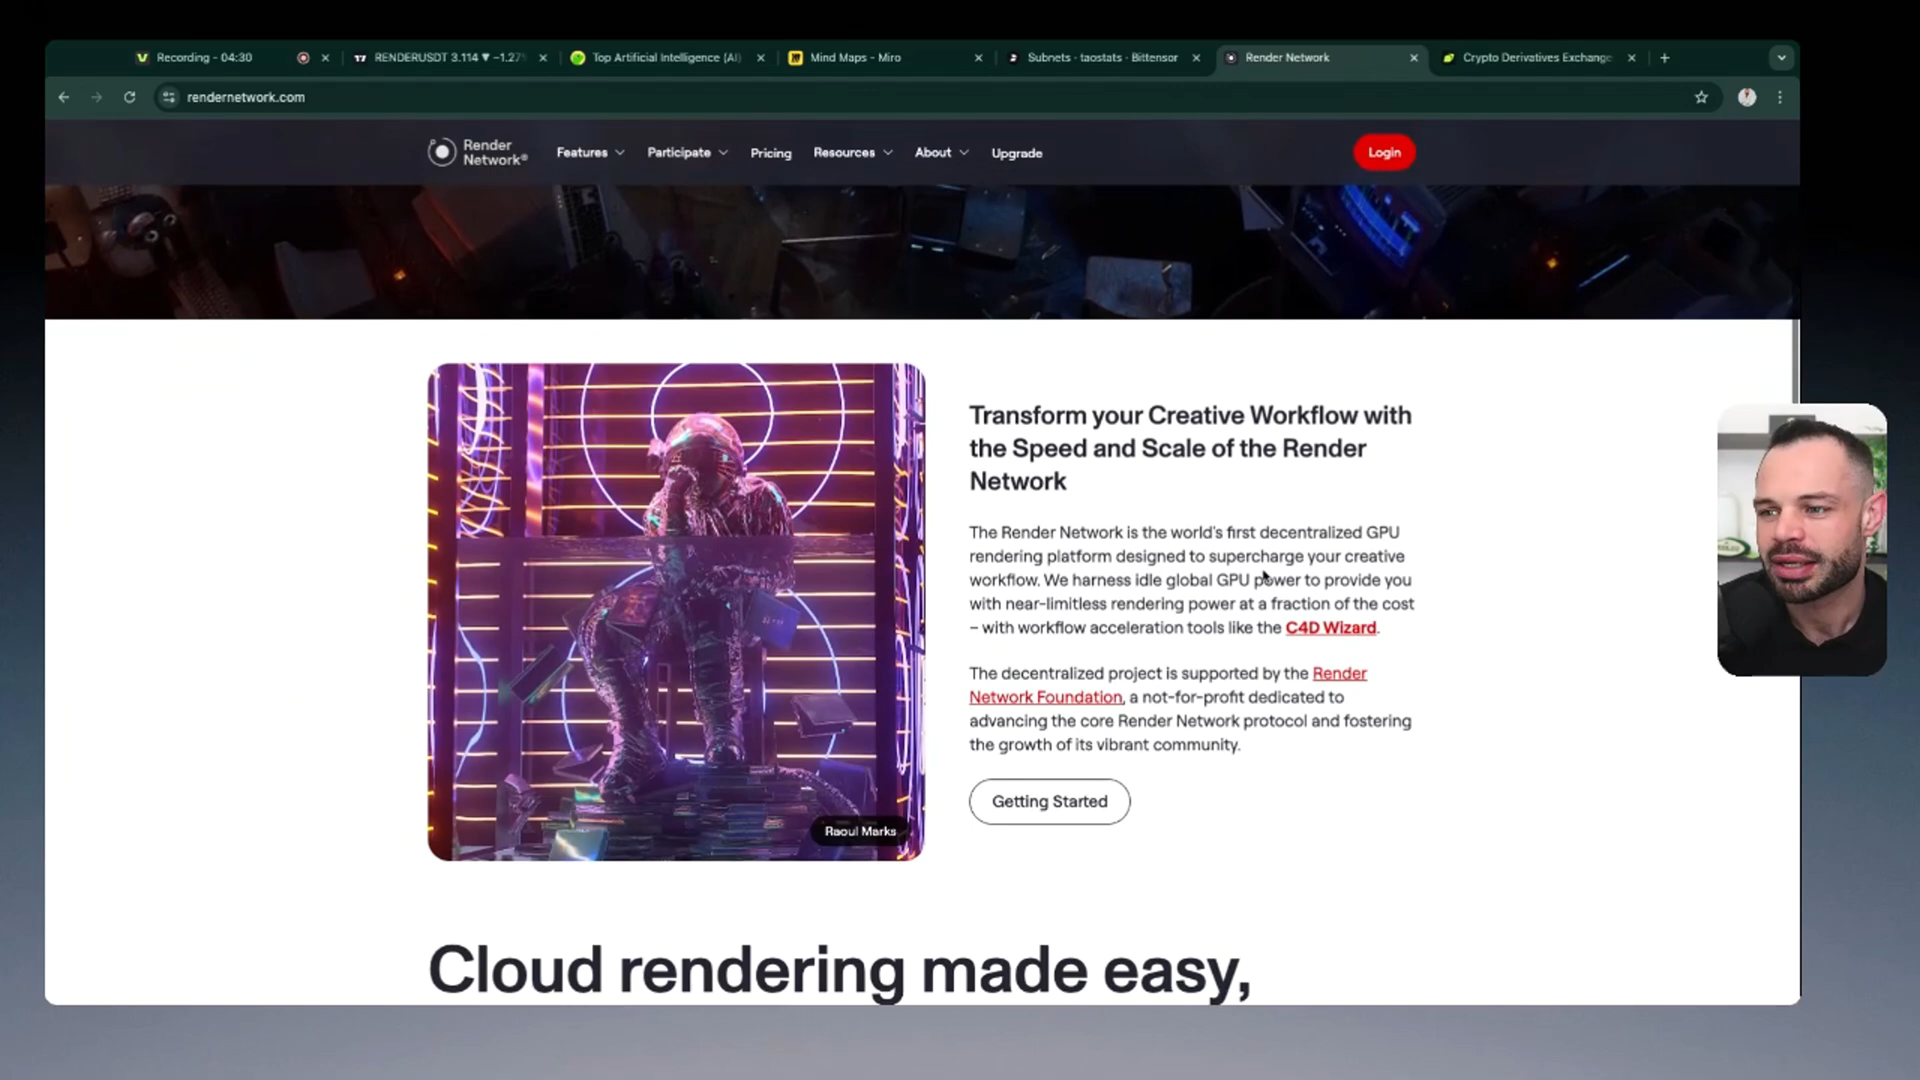 Recording - 04:30
RENDERUSDT 3.114 ▼ −1.27%
Top Artificial Intelligence (AI)
Mind Maps - Miro
Subnets · taostats · Bittensor
Render Network
Crypto Derivatives Exchange
rendernetwork.com
Render
Network®
Features
Participate
Pricing
Resources
About
Upgrade
Login
Transform your Creative Workflow with
the Speed and Scale of the Render
Network
The Render Network is the world's first decentralized GPU
rendering platform designed to supercharge your creative
workflow. We harness idle global GPU power to provide you
with near-limitless rendering power at a fraction of the cost
– with workflow acceleration tools like the C4D Wizard.
The decentralized project is supported by the Render
Network Foundation, a not-for-profit dedicated to
advancing the core Render Network protocol and fostering
the growth of its vibrant community.
Getting Started
Raoul Marks
Cloud rendering made easy,